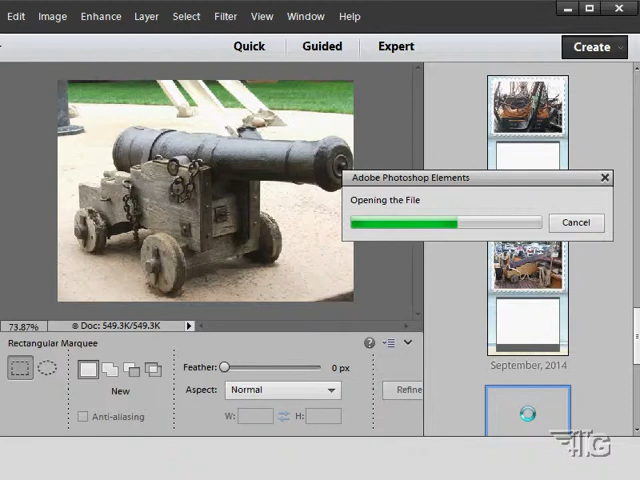 Edit Image Enhance Layer Select Filter View Window Help
Quick Guided Expert Create
Adobe Photoshop Elements
Opening the File
Cancel
73.87% Doc: 549.3K/549.3K
Rectangular Marquee
September, 2014
Feather: 0 px
New
Aspect: Normal Refine
Anti-aliasing W: H: